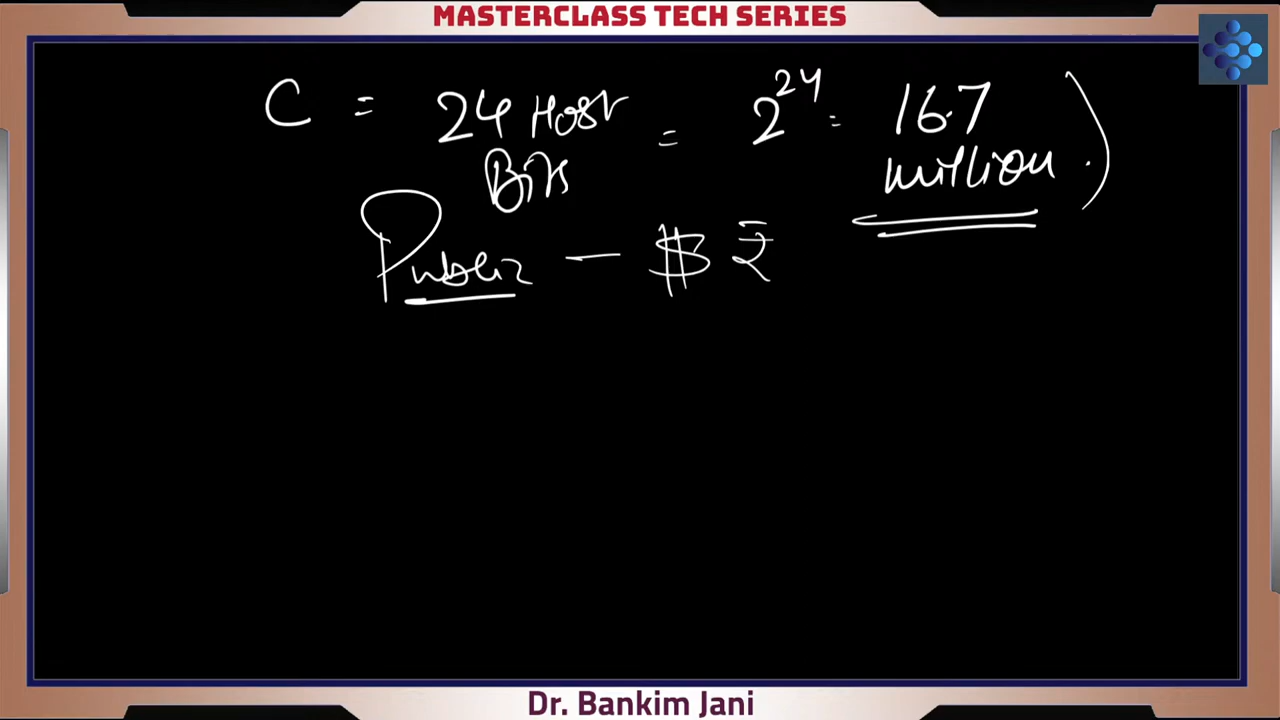 MASTERCLASS TECH SERIES
C = 24 Host Bits = 2^24 = 16.7 million.)
Public — $ ₹
Dr. Bankim Jani